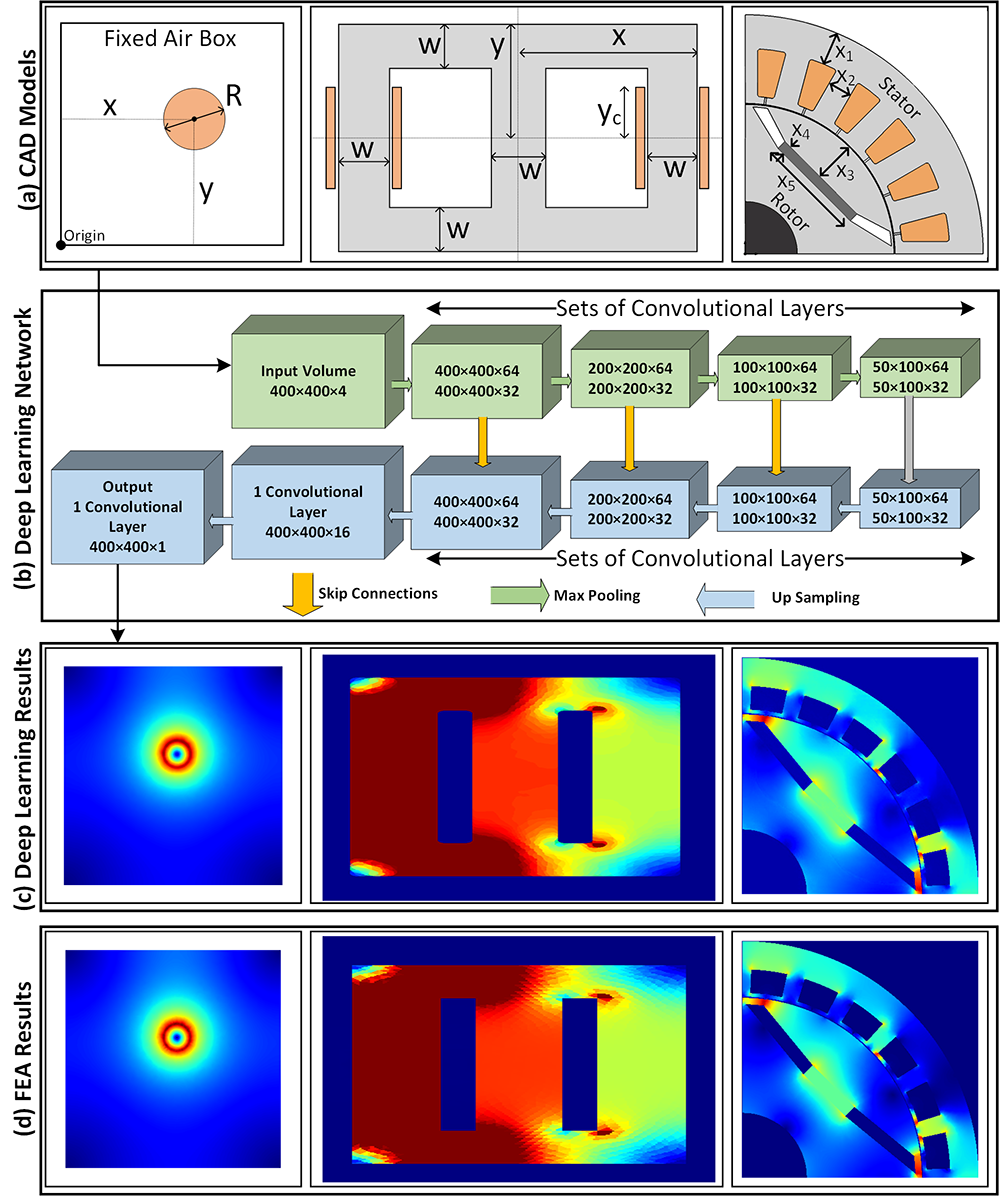 (a) CAD Models
Fixed Air Box
x
R
y
Origin
w
y
x
y_c
w
w
w
w
x₁
x₂
Stator
x₄
x₃
x₅
Rotor
(b) Deep Learning Network
Sets of Convolutional Layers
Input Volume
400×400×4
400×400×64
400×400×32
200×200×64
200×200×32
100×100×64
100×100×32
50×100×64
50×100×32
Output
1 Convolutional
Layer
400×400×1
1 Convolutional
Layer
400×400×16
400×400×64
400×400×32
200×200×64
200×200×32
100×100×64
100×100×32
50×100×64
50×100×32
Sets of Convolutional Layers
Skip Connections
Max Pooling
Up Sampling
(c) Deep Learning Results
(d) FEA Results